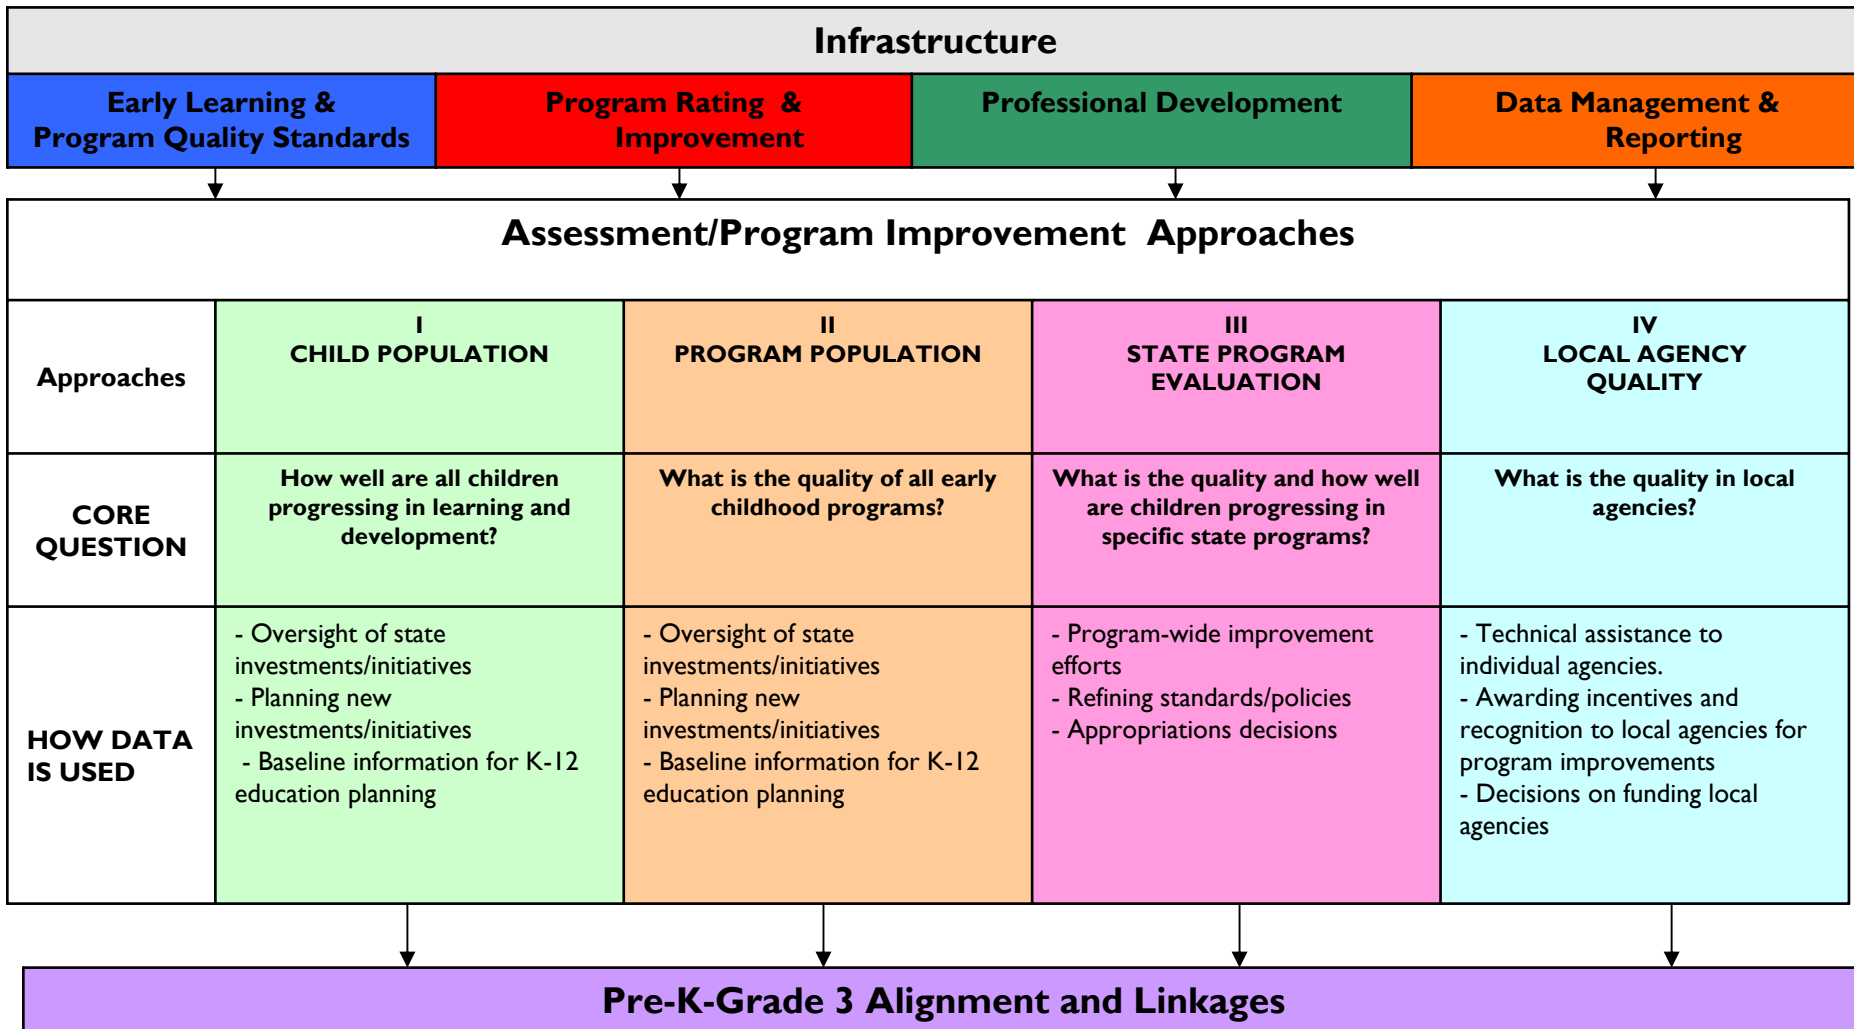 Infrastructure
Early Learning &
Program Quality Standards
Program Rating &
Improvement
Professional Development
Data Management &
Reporting
Assessment/Program Improvement Approaches
Approaches
I
CHILD POPULATION
II
PROGRAM POPULATION
III
STATE PROGRAM
EVALUATION
IV
LOCAL AGENCY
QUALITY
CORE
QUESTION
How well are all children
progressing in learning and
development?
What is the quality of all early
childhood programs?
What is the quality and how well
are children progressing in
specific state programs?
What is the quality in local
agencies?
HOW DATA
IS USED
- Oversight of state
investments/initiatives
- Planning new
investments/initiatives
- Baseline information for K-12
education planning
- Oversight of state
investments/initiatives
- Planning new
investments/initiatives
- Baseline information for K-12
education planning
- Program-wide improvement
efforts
- Refining standards/policies
- Appropriations decisions
- Technical assistance to
individual agencies.
- Awarding incentives and
recognition to local agencies for
program improvements
- Decisions on funding local
agencies
Pre-K-Grade 3 Alignment and Linkages